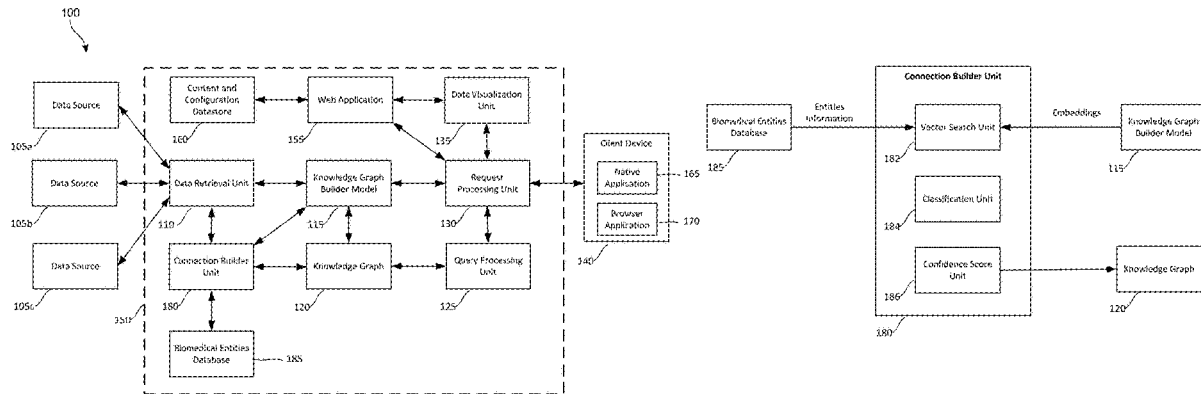 100
Data Source
105a
Data Source
105b
Data Source
105c
Content and
Configuration
Datastore
160
Web Application
155
Data Visualization
Unit
135
Data Retrieval Unit
110
Knowledge Graph
Builder Model
115
Request
Processing Unit
130
Connection Builder
Unit
180
Knowledge Graph
120
Query Processing
Unit
125
150
Biomedical Entities
Database
185
Client Device
Native
Application
165
Browser
Application
170
140
Biomedical Entities
Database
185
Entities
Information
Connection Builder Unit
Vector Search Unit
182
Classification Unit
184
Confidence Score
Unit
186
180
Embeddings
Knowledge Graph
Builder Model
115
Knowledge Graph
120